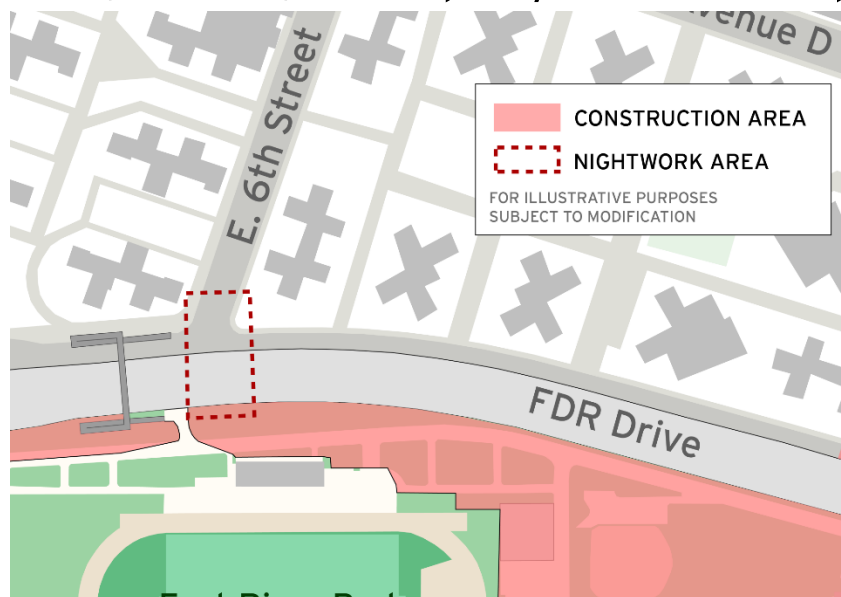 venue D
CONSTRUCTION AREA
NIGHTWORK AREA
FOR ILLUSTRATIVE PURPOSES
SUBJECT TO MODIFICATION
E. 6th Street
FDR Drive